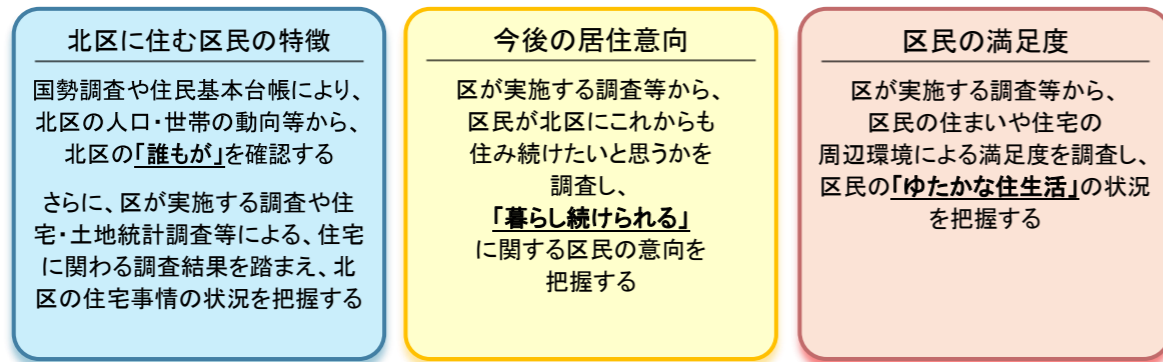 北区に住む区民の特徴
国勢調査や住民基本台帳により、
北区の人口・世帯の動向等から、
北区の「誰もが」を確認する
さらに、区が実施する調査や住
宅・土地統計調査等による、住宅
に関わる調査結果を踏まえ、北
区の住宅事情の状況を把握する
今後の居住意向
区が実施する調査等から、
区民が北区にこれからも
住み続けたいと思うかを
調査し、
「暮らし続けられる」
に関する区民の意向を
把握する
区民の満足度
区が実施する調査等から、
区民の住まいや住宅の
周辺環境による満足度を調査し、
区民の「ゆたかな住生活」の状況
を把握する